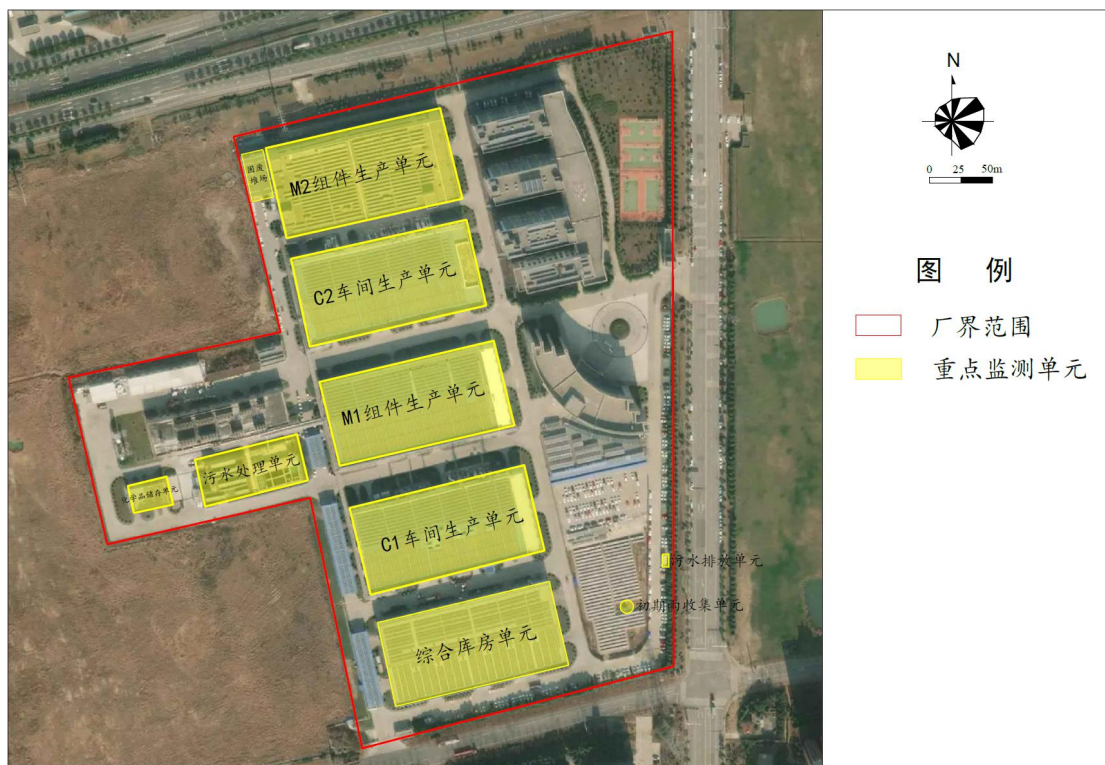 N
0 25 50m
图 例
厂界范围
重点监测单元
固废
堆场
M2组件生产单元
C2车间生产单元
M1组件生产单元
污水处理单元
化学品储存单元
C1车间生产单元
污水排放单元
初期雨收集单元
综合库房单元